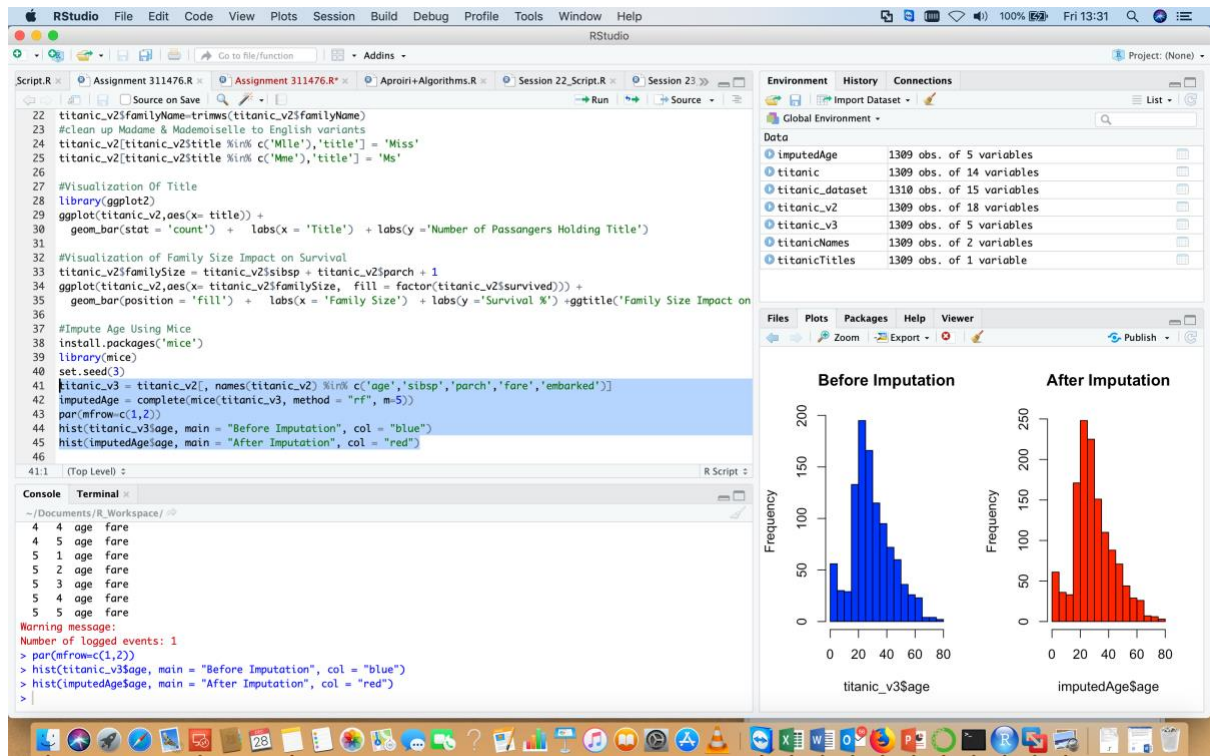 RStudio File Edit Code View Plots Session Build Debug Profile Tools Window Help 100% Fri 13:31
RStudio
Go to file/function Addins Project: (None)
Script.R Assignment 311476.R Assignment 311476.R* Aproiri+Algorithms.R Session 22_Script.R Session 23
Source on Save Run Source
22 titanic_v2$familyName=trimws(titanic_v2$familyName)
23 #clean up Madame & Mademoiselle to English variants
24 titanic_v2[titanic_v2$title %in% c('Mlle'),'title'] = 'Miss'
25 titanic_v2[titanic_v2$title %in% c('Mme'),'title'] = 'Ms'
26
27 #Visualization Of Title
28 library(ggplot2)
29 ggplot(titanic_v2,aes(x= title)) +
30 geom_bar(stat = 'count') + labs(x = 'Title') + labs(y ='Number of Passangers Holding Title')
31
32 #Visualization of Family Size Impact on Survival
33 titanic_v2$familySize = titanic_v2$sibsp + titanic_v2$parch + 1
34 ggplot(titanic_v2,aes(x= titanic_v2$familySize, fill = factor(titanic_v2$survived))) +
35 geom_bar(position = 'fill') + labs(x = 'Family Size') + labs(y ='Survival %') +ggtitle('Family Size Impact on
36
37 #Impute Age Using Mice
38 install.packages('mice')
39 library(mice)
40 set.seed(3)
41 titanic_v3 = titanic_v2[, names(titanic_v2) %in% c('age','sibsp','parch','fare','embarked')]
42 imputedAge = complete(mice(titanic_v3, method = "rf", m=5))
43 par(mfrow=c(1,2))
44 hist(titanic_v3$age, main = "Before Imputation", col = "blue")
45 hist(imputedAge$age, main = "After Imputation", col = "red")
46
41:1 (Top Level) R Script
Console Terminal
~/Documents/R_Workspace/
4 4 age fare
4 5 age fare
5 1 age fare
5 2 age fare
5 3 age fare
5 4 age fare
5 5 age fare
Warning message:
Number of logged events: 1
> par(mfrow=c(1,2))
> hist(titanic_v3$age, main = "Before Imputation", col = "blue")
> hist(imputedAge$age, main = "After Imputation", col = "red")
>
Environment History Connections
Import Dataset List
Global Environment
Data
imputedAge 1309 obs. of 5 variables
titanic 1309 obs. of 14 variables
titanic_dataset 1310 obs. of 15 variables
titanic_v2 1309 obs. of 18 variables
titanic_v3 1309 obs. of 5 variables
titanicNames 1309 obs. of 2 variables
titanicTitles 1309 obs. of 1 variable
Files Plots Packages Help Viewer
Zoom Export Publish
Before Imputation
Frequency
200
150
100
50
0
0 20 40 60 80
titanic_v3$age
After Imputation
Frequency
250
200
150
100
50
0
0 20 40 60 80
imputedAge$age
28